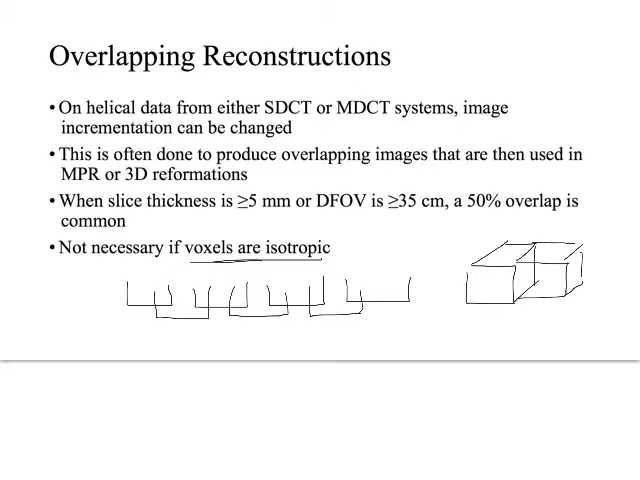 Overlapping Reconstructions
• On helical data from either SDCT or MDCT systems, image
incrementation can be changed
• This is often done to produce overlapping images that are then used in
MPR or 3D reformations
• When slice thickness is ≥5 mm or DFOV is ≥35 cm, a 50% overlap is
common
• Not necessary if voxels are isotropic